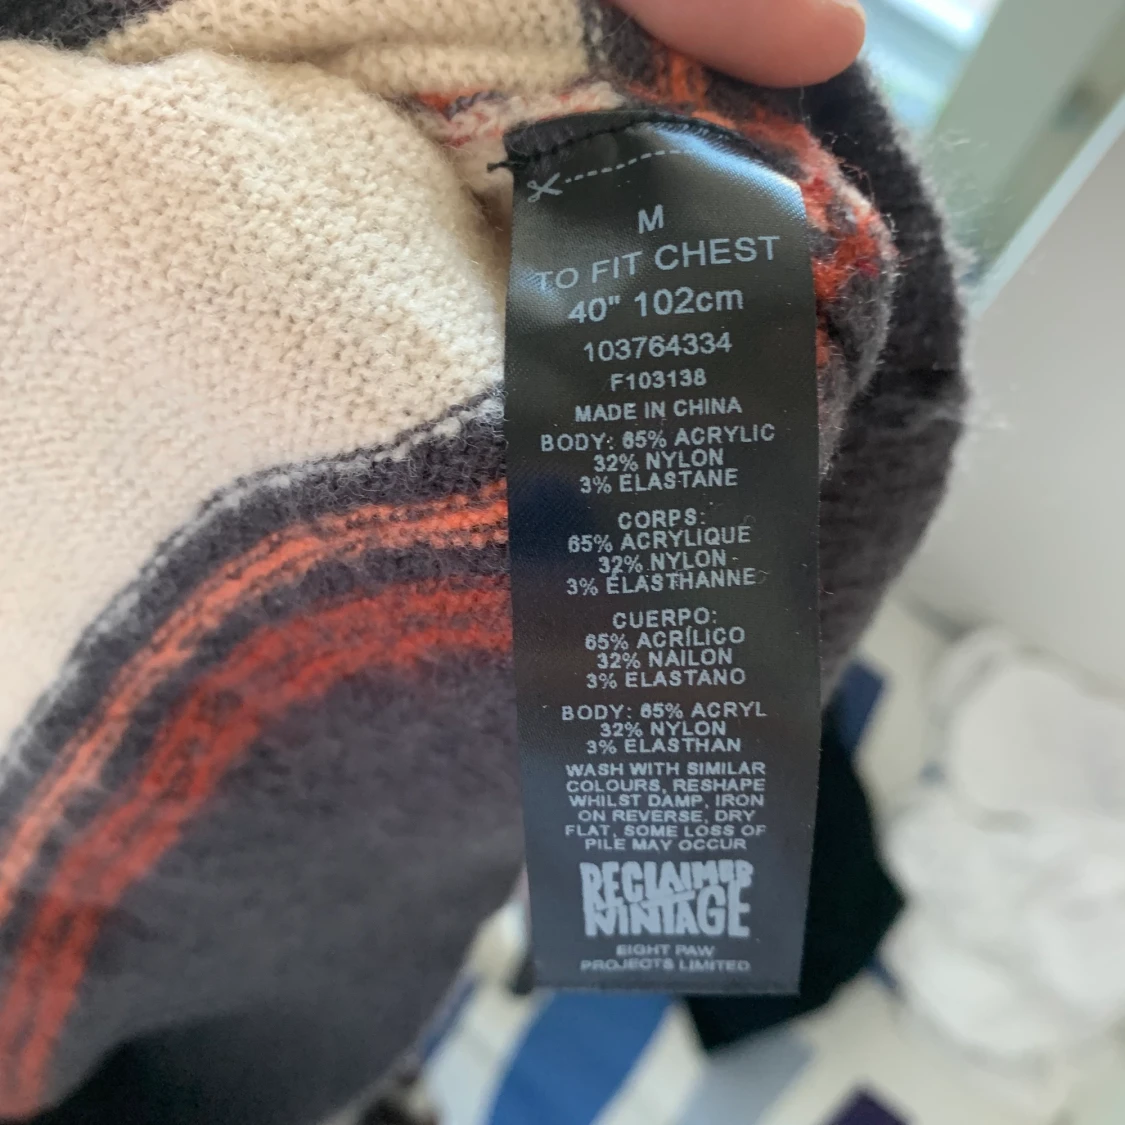 M
TO FIT CHEST
40" 102cm
103764334
F103138
MADE IN CHINA
BODY: 65% ACRYLIC
32% NYLON
3% ELASTANE
CORPS:
65% ACRYLIQUE
32% NYLON
3% ÉLASTHANNE
CUERPO:
65% ACRÍLICO
32% NAILON
3% ELASTANO
BODY: 65% ACRYL
32% NYLON
3% ELASTHAN
WASH WITH SIMILAR
COLOURS, RESHAPE
WHILST DAMP, IRON
ON REVERSE, DRY
FLAT, SOME LOSS OF
PILE MAY OCCUR
RECLAIMED
VINTAGE
EIGHT PAW
PROJECTS LIMITED